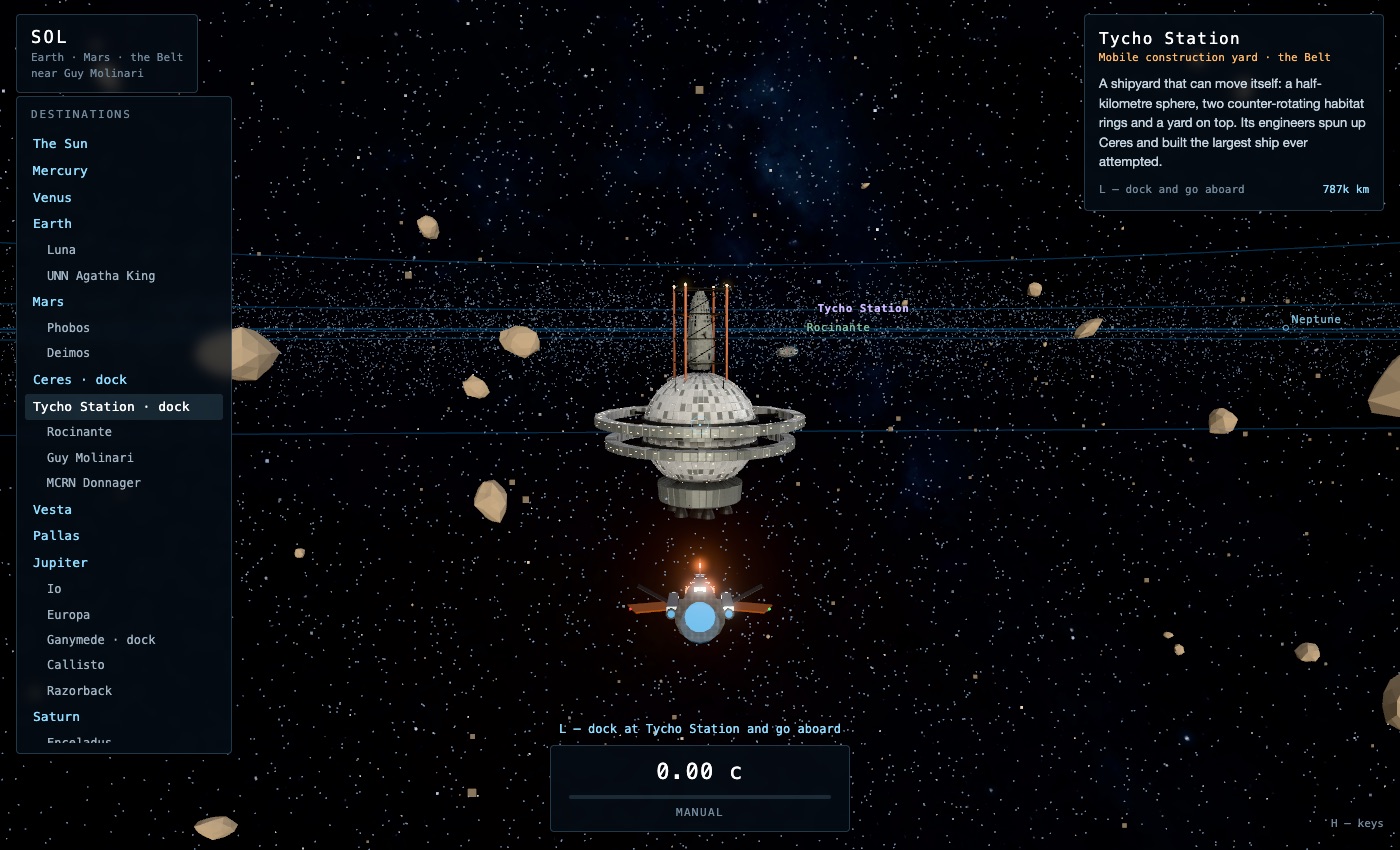 SOL
Earth · Mars · the Belt
near Guy Molinari
DESTINATIONS
The Sun
Mercury
Venus
Earth
Luna
UNN Agatha King
Mars
Phobos
Deimos
Ceres · dock
Tycho Station · dock
Rocinante
Guy Molinari
MCRN Donnager
Vesta
Pallas
Jupiter
Io
Europa
Ganymede · dock
Callisto
Razorback
Saturn
Enceladus
Tycho Station
Rocinante
Neptune
Tycho Station
Mobile construction yard · the Belt
A shipyard that can move itself: a half-
kilometre sphere, two counter-rotating habitat
rings and a yard on top. Its engineers spun up
Ceres and built the largest ship ever
attempted.
L — dock and go aboard 787k km
L — dock at Tycho Station and go aboard
0.00 c
MANUAL
H — keys